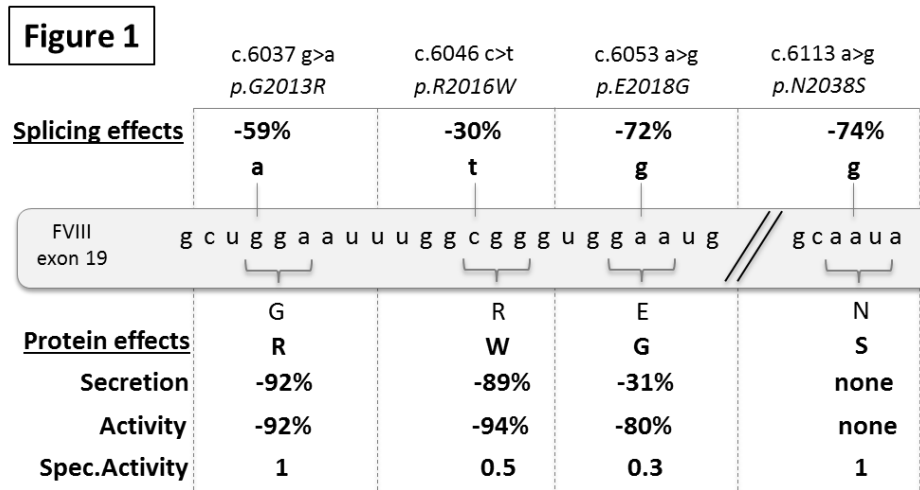 Figure 1
c.6037 g>a c.6046 c>t c.6053 a>g c.6113 a>g
p.G2013R p.R2016W p.E2018G p.N2038S
Splicing effects -59% -30% -72% -74%
a t g g
FVIII
exon 19
g c u g g a a u u u g g c g g g u g g a a u g // g c a a u a
G R E N
Protein effects R W G S
Secretion -92% -89% -31% none
Activity -92% -94% -80% none
Spec.Activity 1 0.5 0.3 1